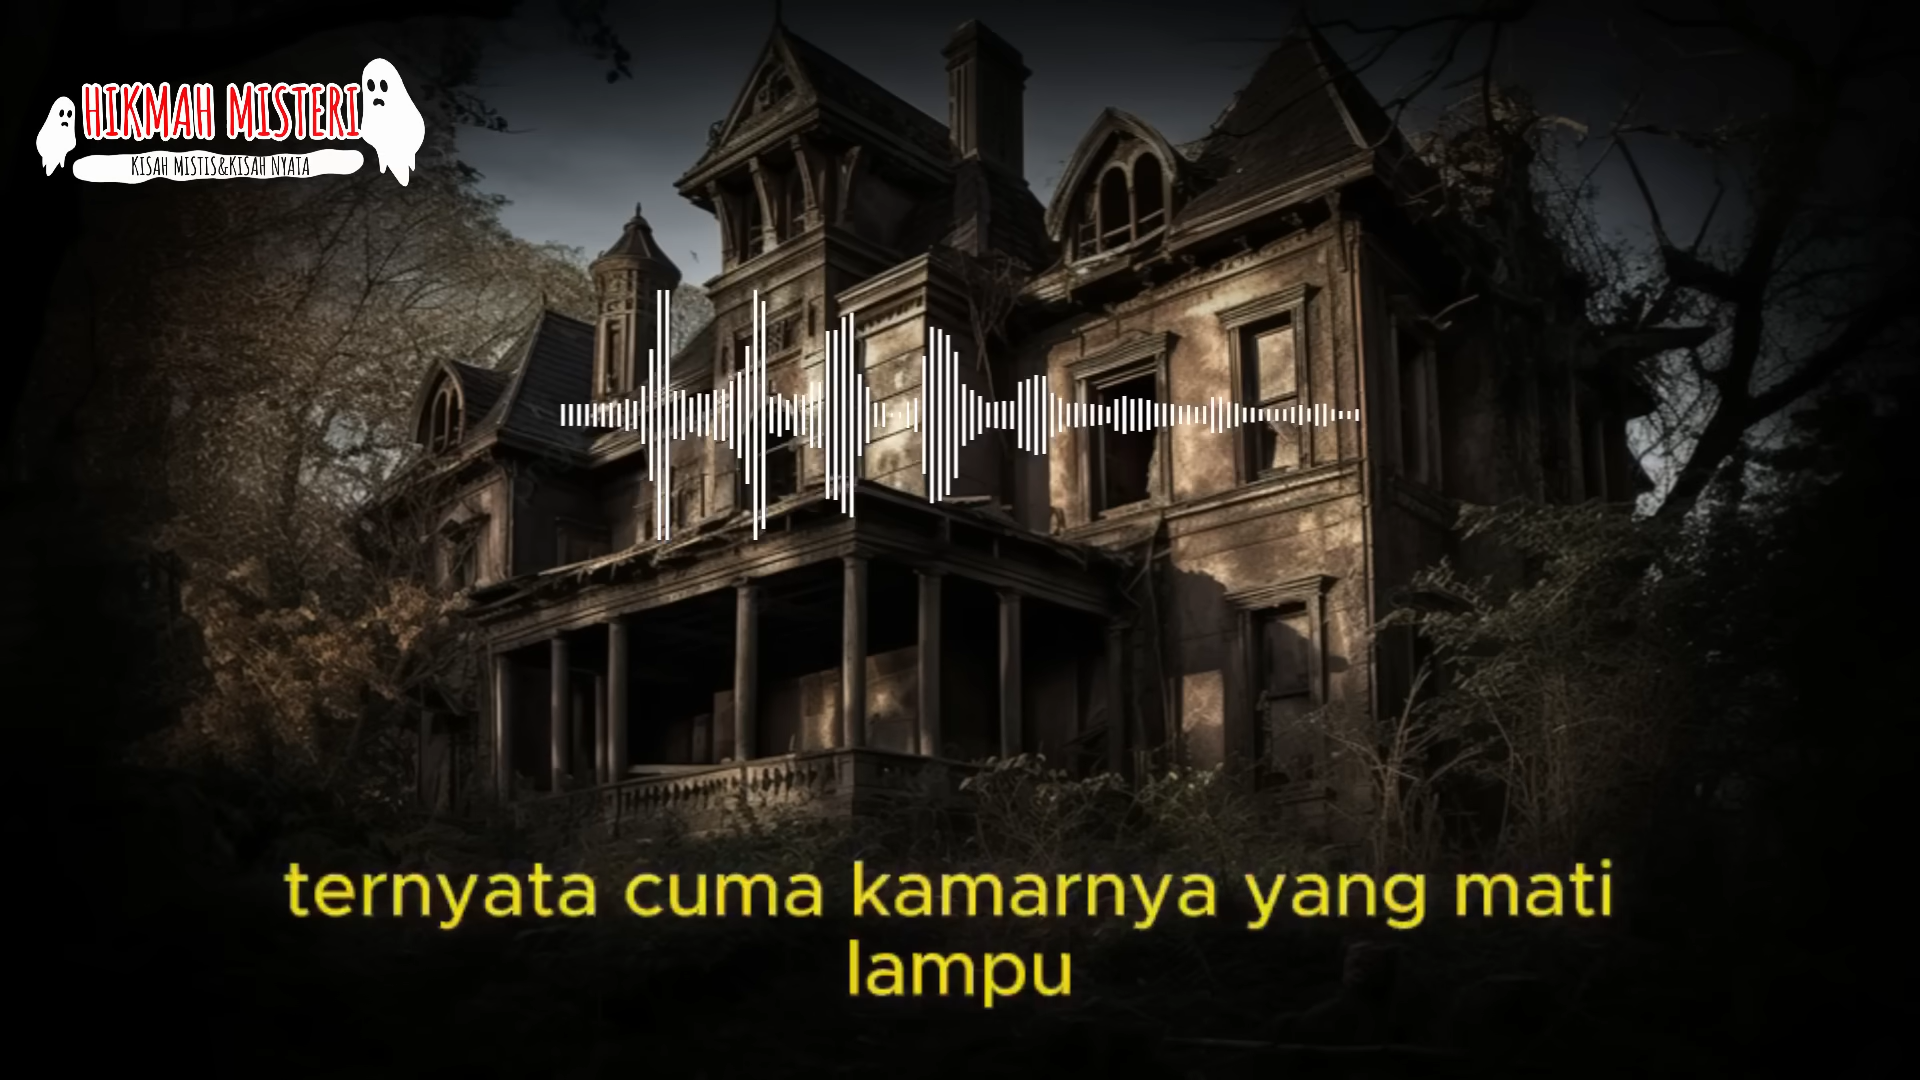 HIKMAH MISTERI
KISAH MISTIS&KISAH NYATA
ternyata cuma kamarnya yang mati
lampu